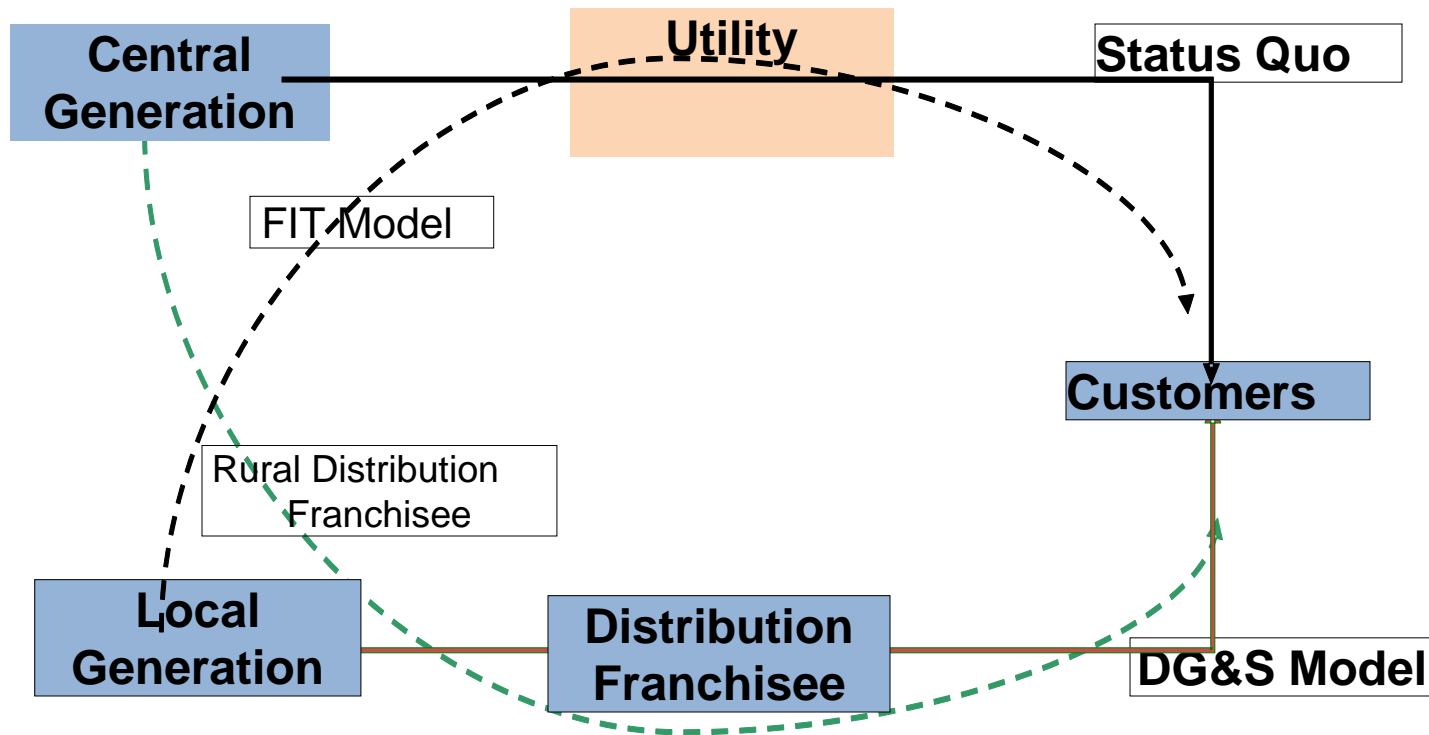 Central
Generation
Utility
Status Quo
FIT Model
Customers
Rural Distribution
Franchisee
Local
Generation
Distribution
Franchisee
DG&S Model